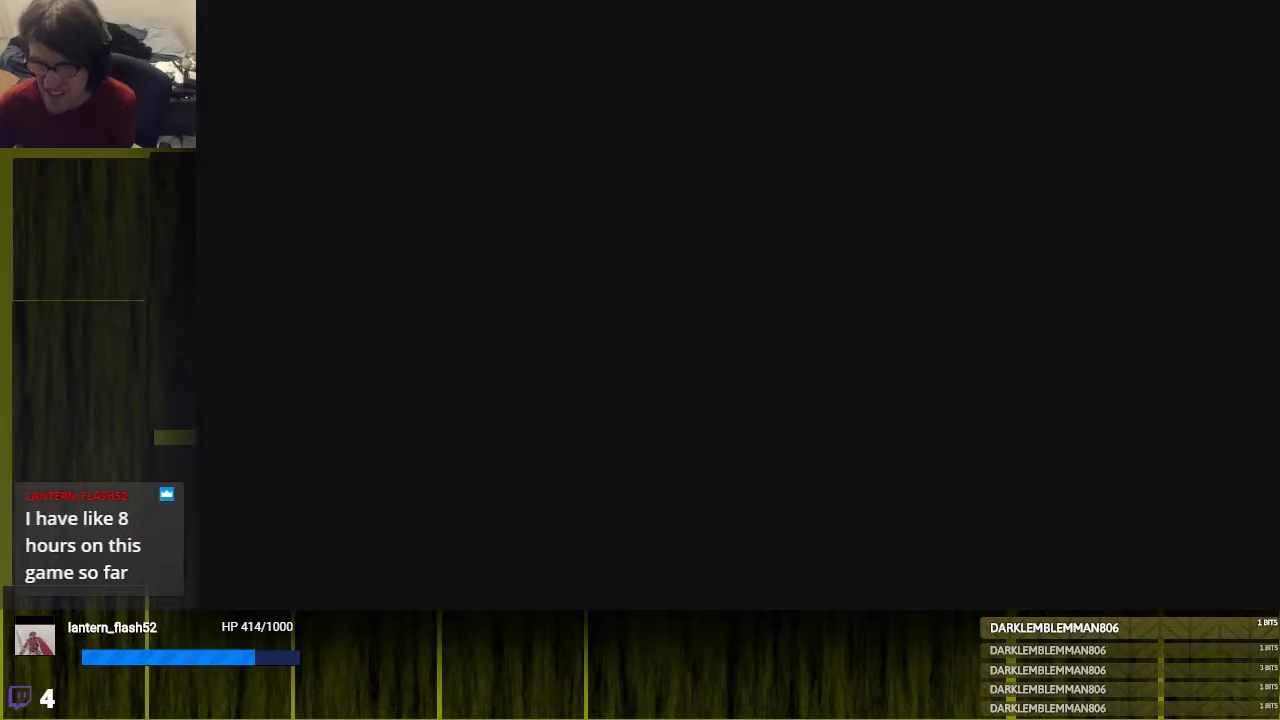 LANTERN_FLASH52
I have like 8
hours on this
game so far
lantern_flash52
HP 414/1000
4
DARKLEMBLEMMAN806 1 BITS
DARKLEMBLEMMAN806 1 BITS
DARKLEMBLEMMAN806 3 BITS
DARKLEMBLEMMAN806 1 BITS
DARKLEMBLEMMAN806 1 BITS